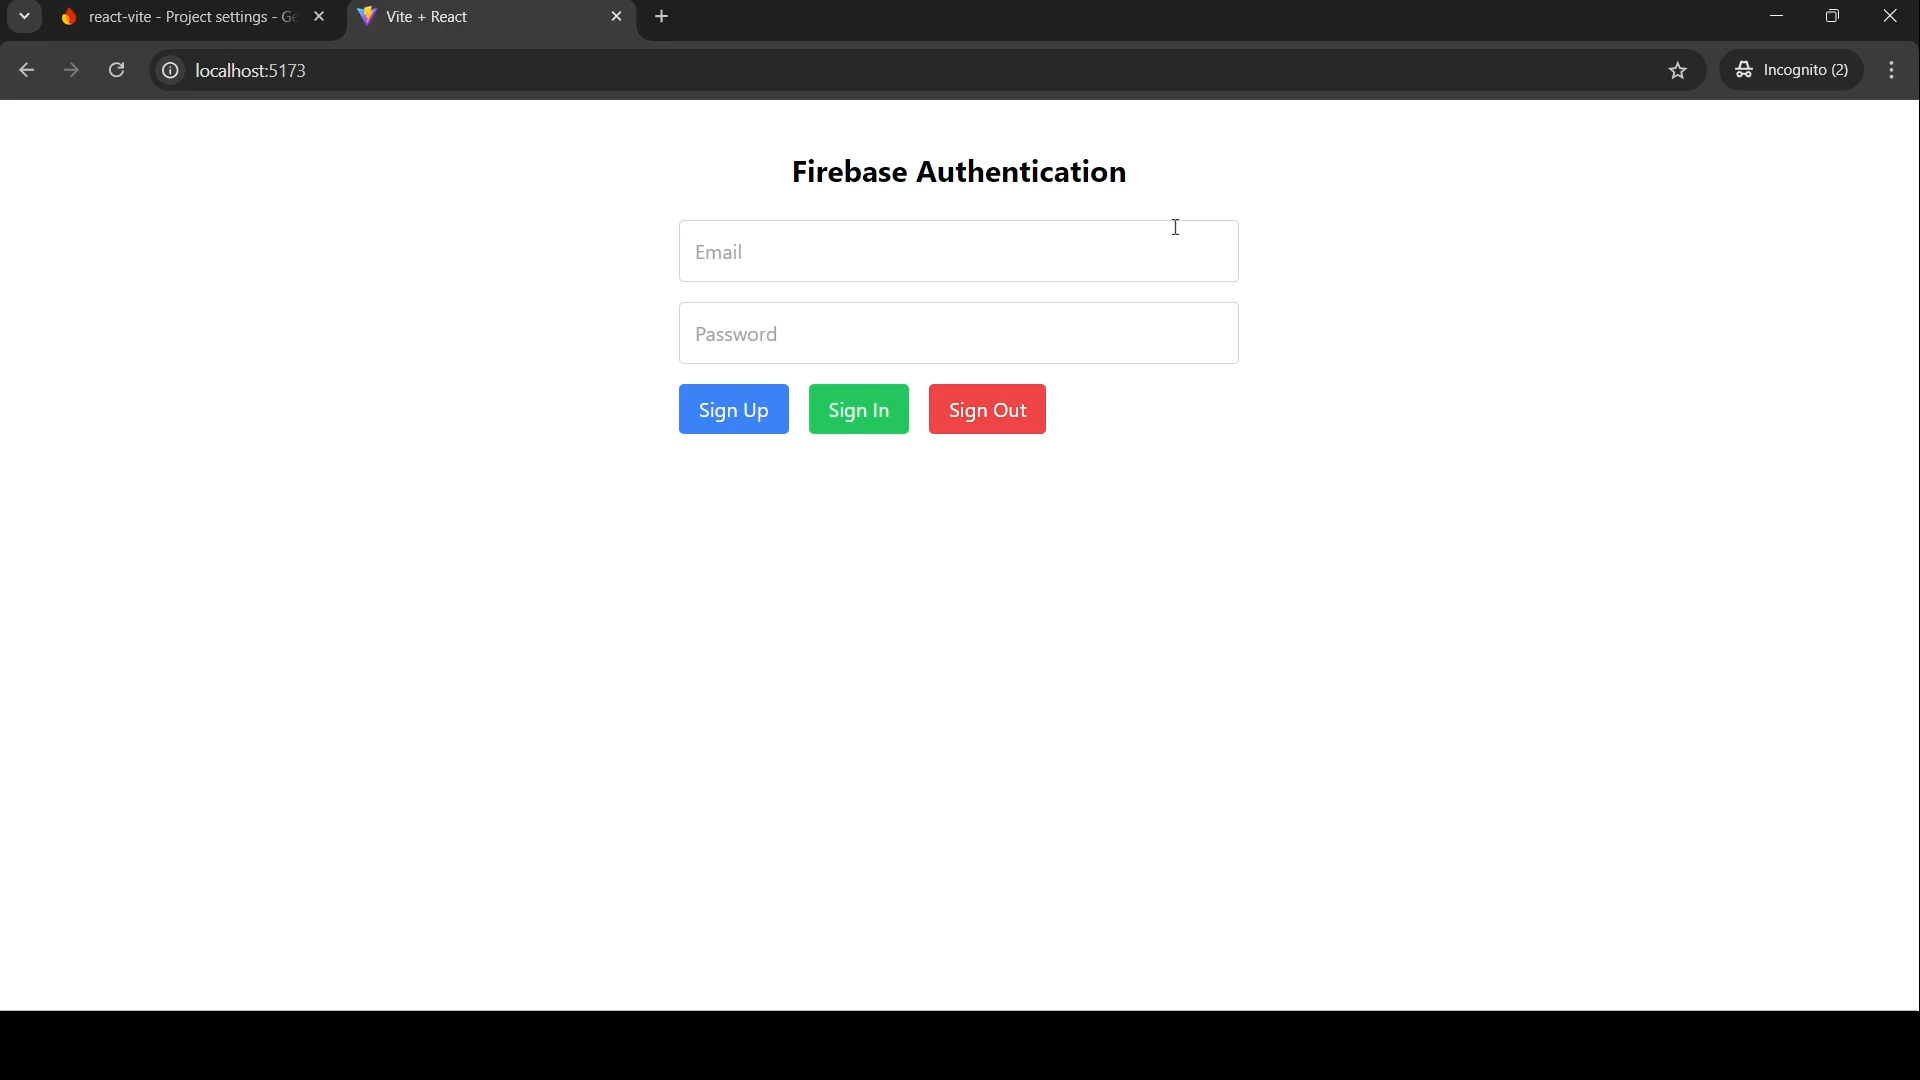 react-vite - Project settings - Ge
Vite + React
localhost:5173
Incognito (2)
Firebase Authentication
Email
Password
Sign Up
Sign In
Sign Out